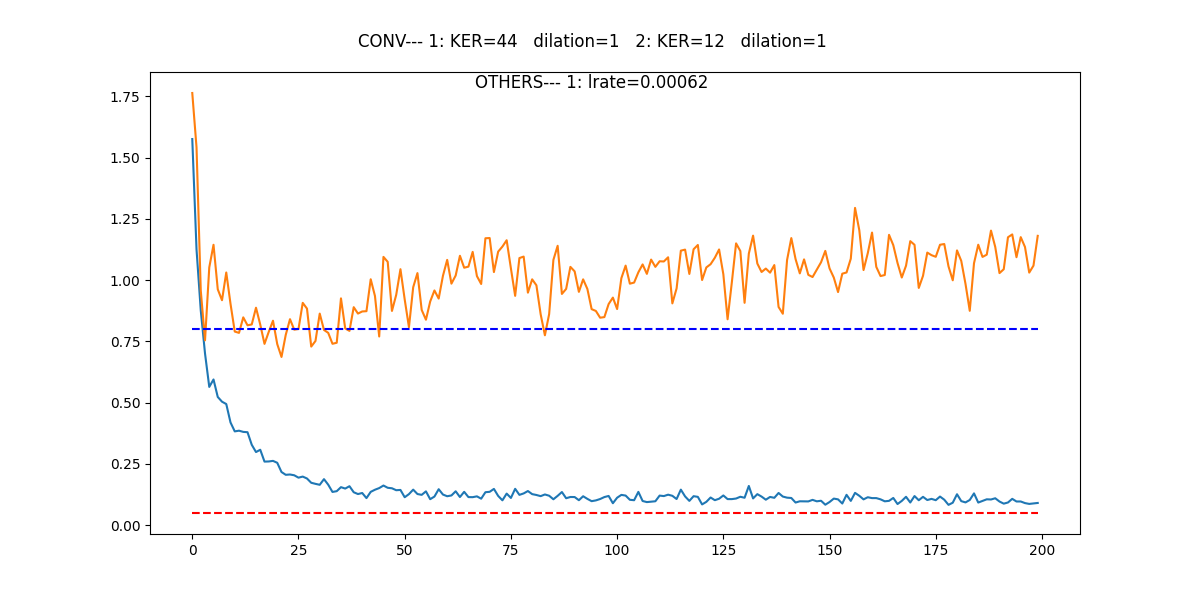 CONV--- 1: KER=44   dilation=1   2: KER=12   dilation=1
OTHERS--- 1: lrate=0.00062
1.75
1.50
1.25
1.00
0.75
0.50
0.25
0.00
0 25 50 75 100 125 150 175 200